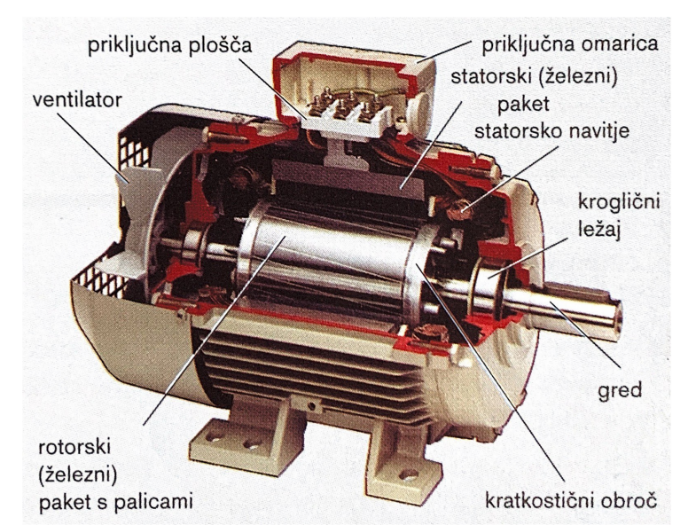 priključna plošča
priključna omarica
ventilator
statorski (železni)
paket
statorsko navitje
kroglični
ležaj
gred
rotorski
(železni)
paket s palicami
kratkostični obroč